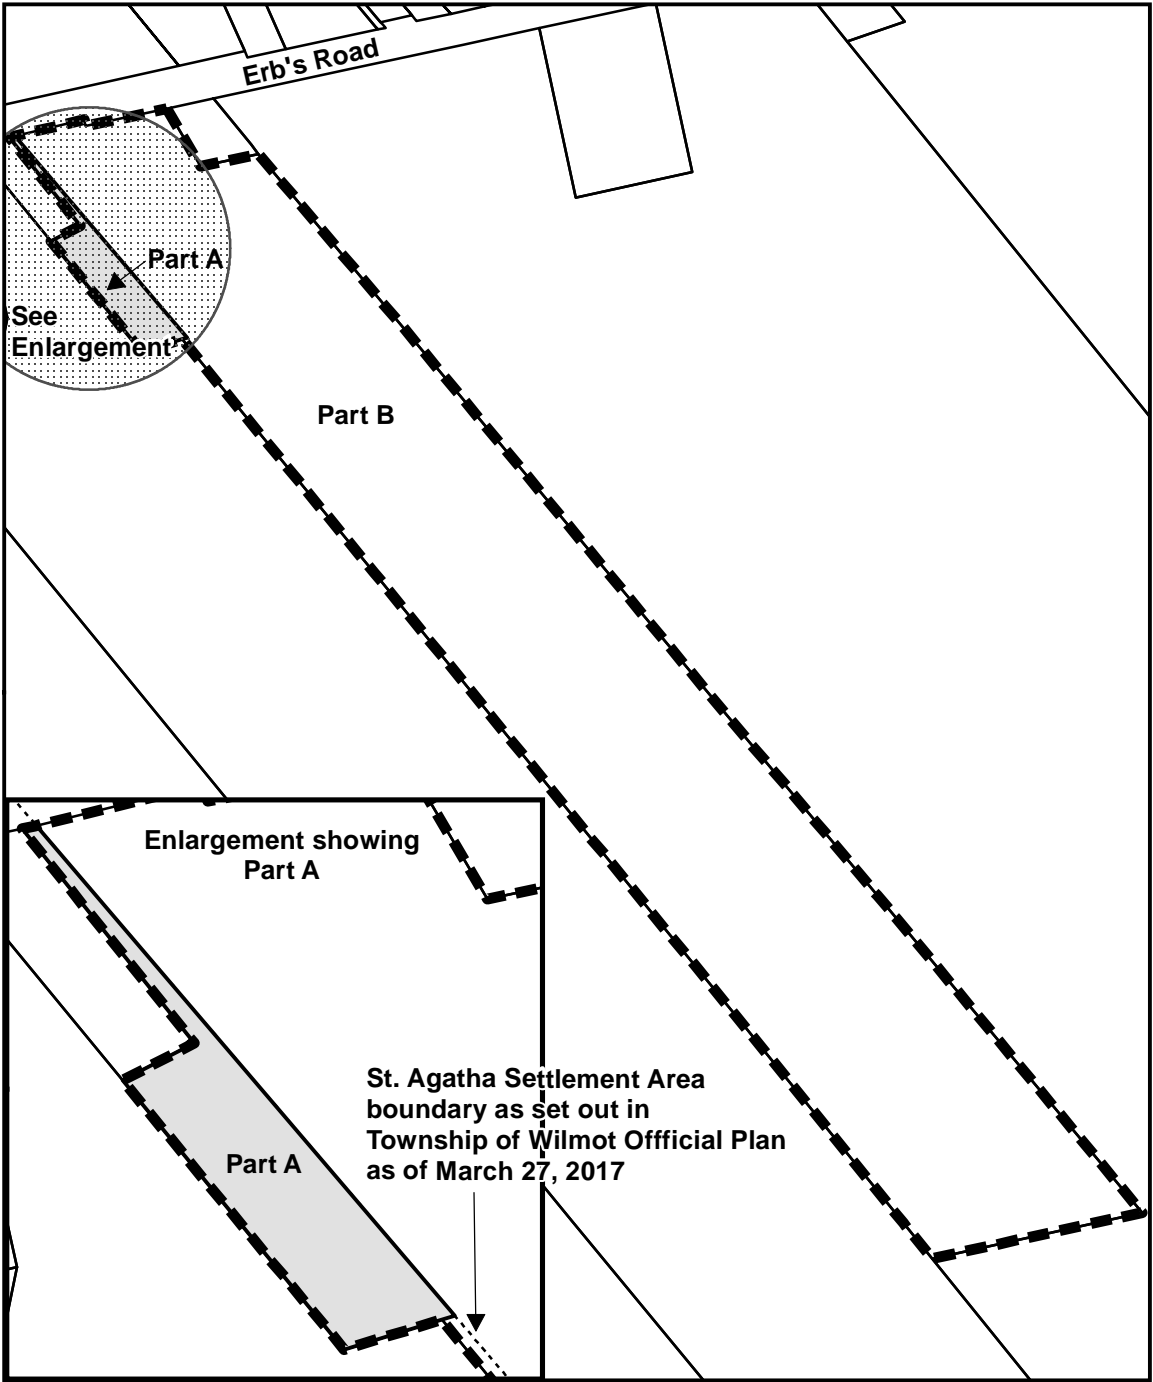 Erb's Road
Part A
See
Enlargement
Part B
Enlargement showing
Part A
St. Agatha Settlement Area
boundary as set out in
Township of Wilmot Offficial Plan
as of March 27, 2017
Part A